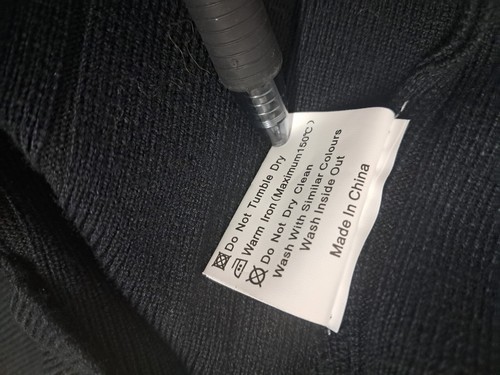 Do Not Tumble Dry
Warm Iron(Maximum150℃)
Do Not Dry Clean
Wash With Similar Colours
Wash Inside Out
Made In China